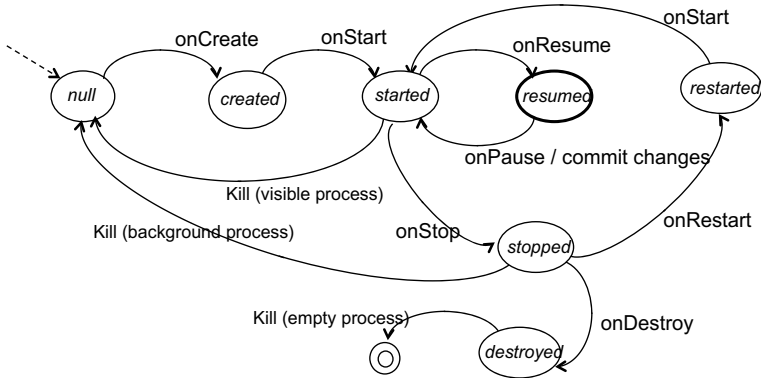 onStart
onCreate
onStart
onResume
null
created
started
resumed
restarted
onPause / commit changes
Kill (visible process)
onRestart
Kill (background process)
onStop
stopped
Kill (empty process)
onDestroy
destroyed